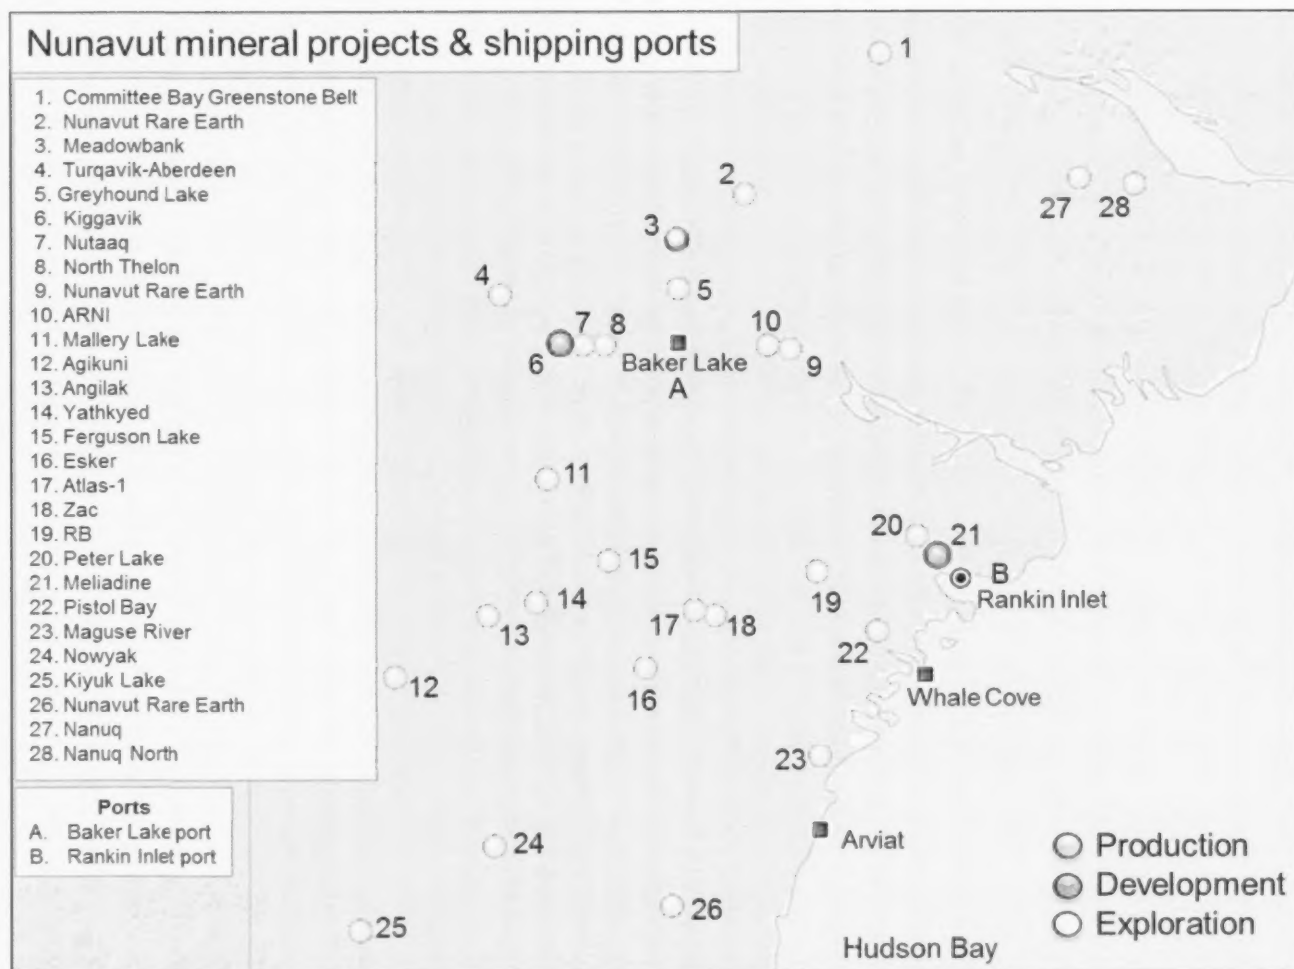 Nunavut mineral projects & shipping ports
1. Committee Bay Greenstone Belt
2. Nunavut Rare Earth
3. Meadowbank
4. Turqavik-Aberdeen
5. Greyhound Lake
6. Kiggavik
7. Nutaaq
8. North Thelon
9. Nunavut Rare Earth
10. ARNI
11. Mallery Lake
12. Agikuni
13. Angilak
14. Yathkyed
15. Ferguson Lake
16. Esker
17. Atlas-1
18. Zac
19. RB
20. Peter Lake
21. Meliadine
22. Pistol Bay
23. Maguse River
24. Nowyak
25. Kiyuk Lake
26. Nunavut Rare Earth
27. Nanuq
28. Nanuq North
Ports
A. Baker Lake port
B. Rankin Inlet port
1
2
27
28
3
4
5
7
8
10
6
Baker Lake
9
A
11
20
21
15
B
14
19
Rankin Inlet
13
17
18
22
12
16
Whale Cove
23
24
Arviat
26
25
Hudson Bay
Production
Development
Exploration